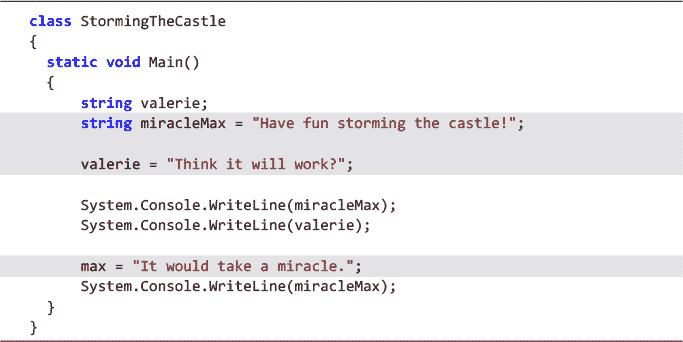 class StormingTheCastle
{
static void Main()
{
string valerie;
string miracleMax = "Have fun storming the castle!";
valerie = "Think it will work?";
System.Console.WriteLine(miracleMax);
System.Console.WriteLine(valerie);
max = "It would take a miracle.";
System.Console.WriteLine(miracleMax);
}
}